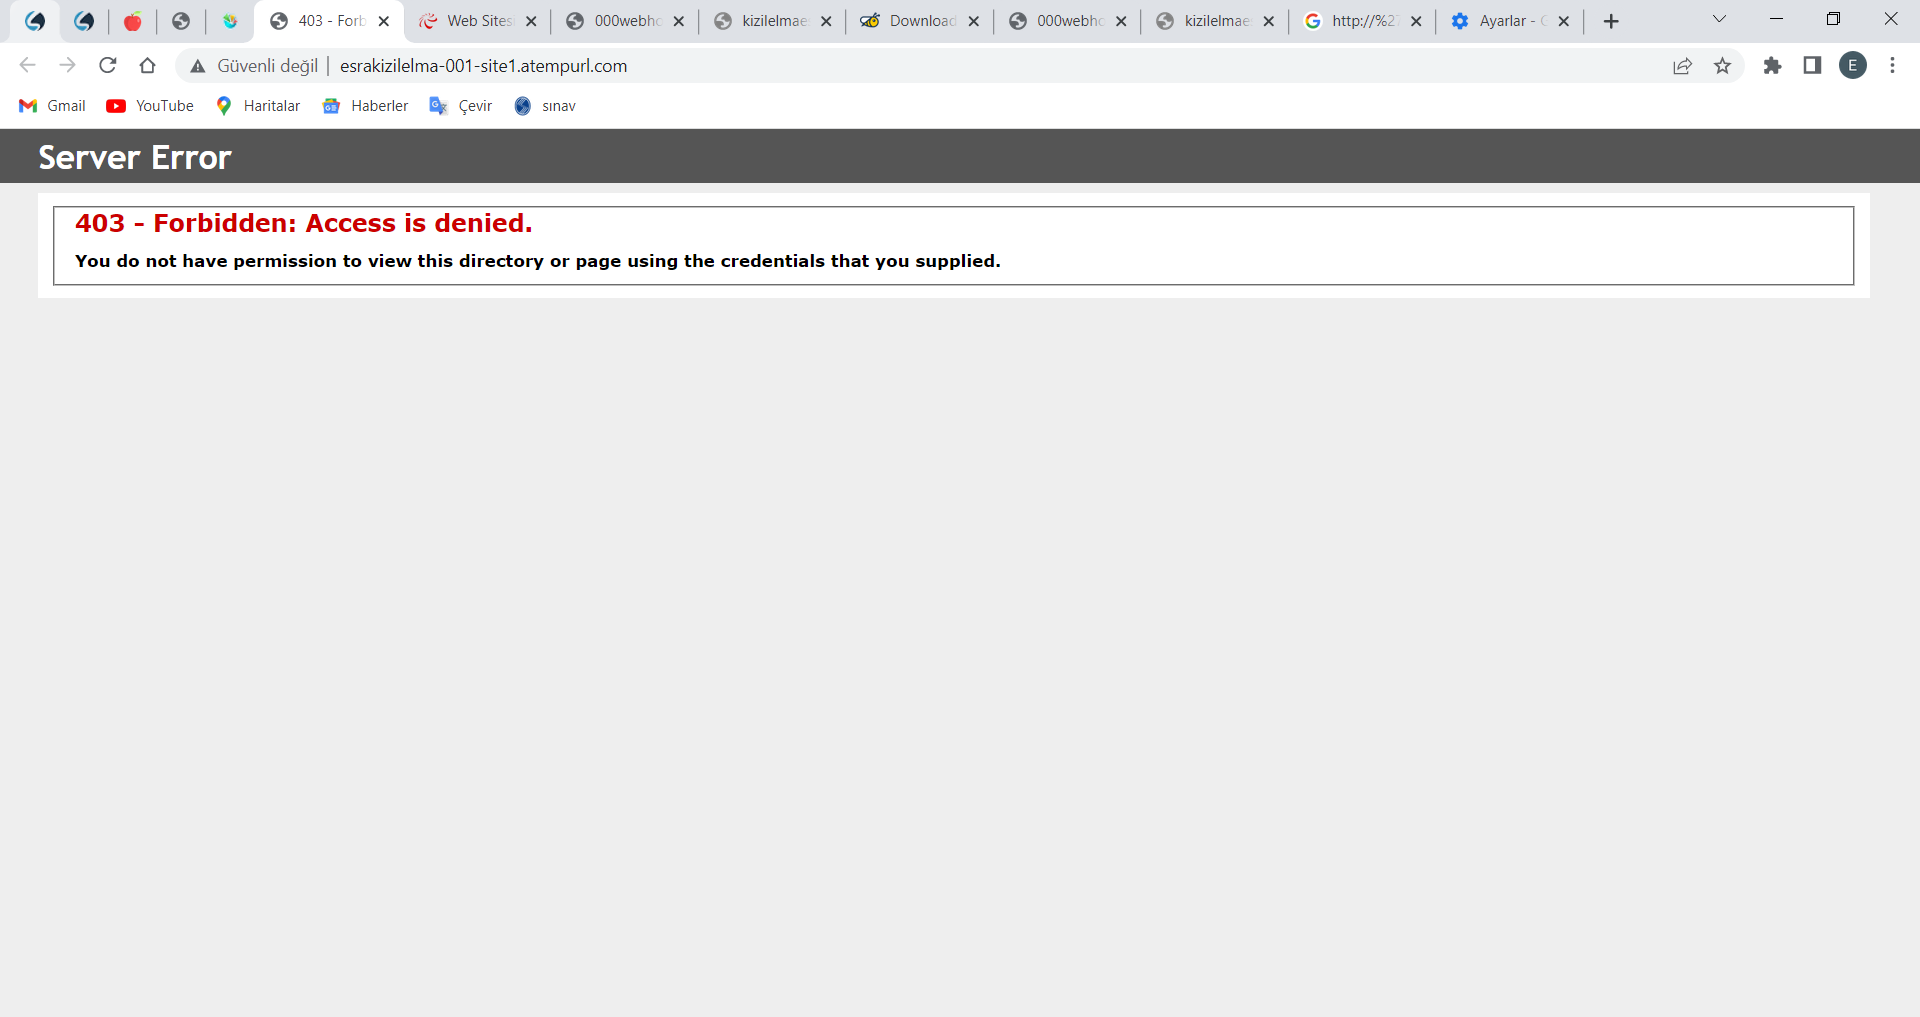 403 - Forb
Web Sites
000webho
kizilelmae
Download
000webho
kizilelmae
http://%27
Ayarlar - G
Güvenli değil
esrakizilelma-001-site1.atempurl.com
E
Gmail
YouTube
Haritalar
Haberler
Çevir
sınav
Server Error
403 - Forbidden: Access is denied.
You do not have permission to view this directory or page using the credentials that you supplied.